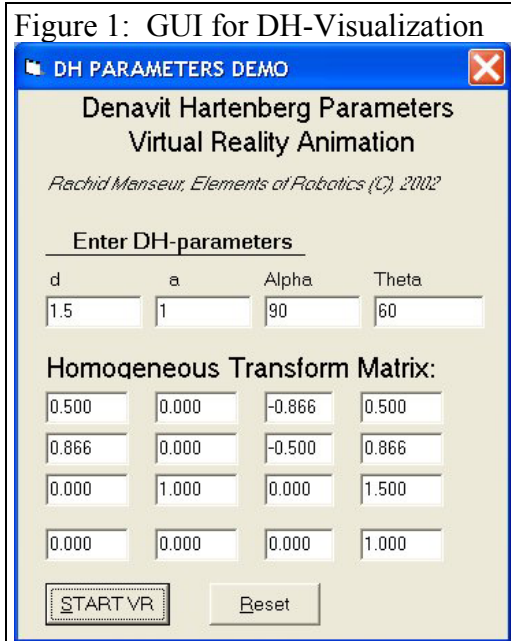 Figure 1: GUI for DH-Visualization
DH PARAMETERS DEMO
Denavit Hartenberg Parameters
Virtual Reality Animation
Rachid Manseur, Elements of Robotics (C), 2002
Enter DH-parameters
d a Alpha Theta
1.5 1 90 60
Homogeneous Transform Matrix:
0.500 0.000 -0.866 0.500
0.866 0.000 -0.500 0.866
0.000 1.000 0.000 1.500
0.000 0.000 0.000 1.000
START VR Reset